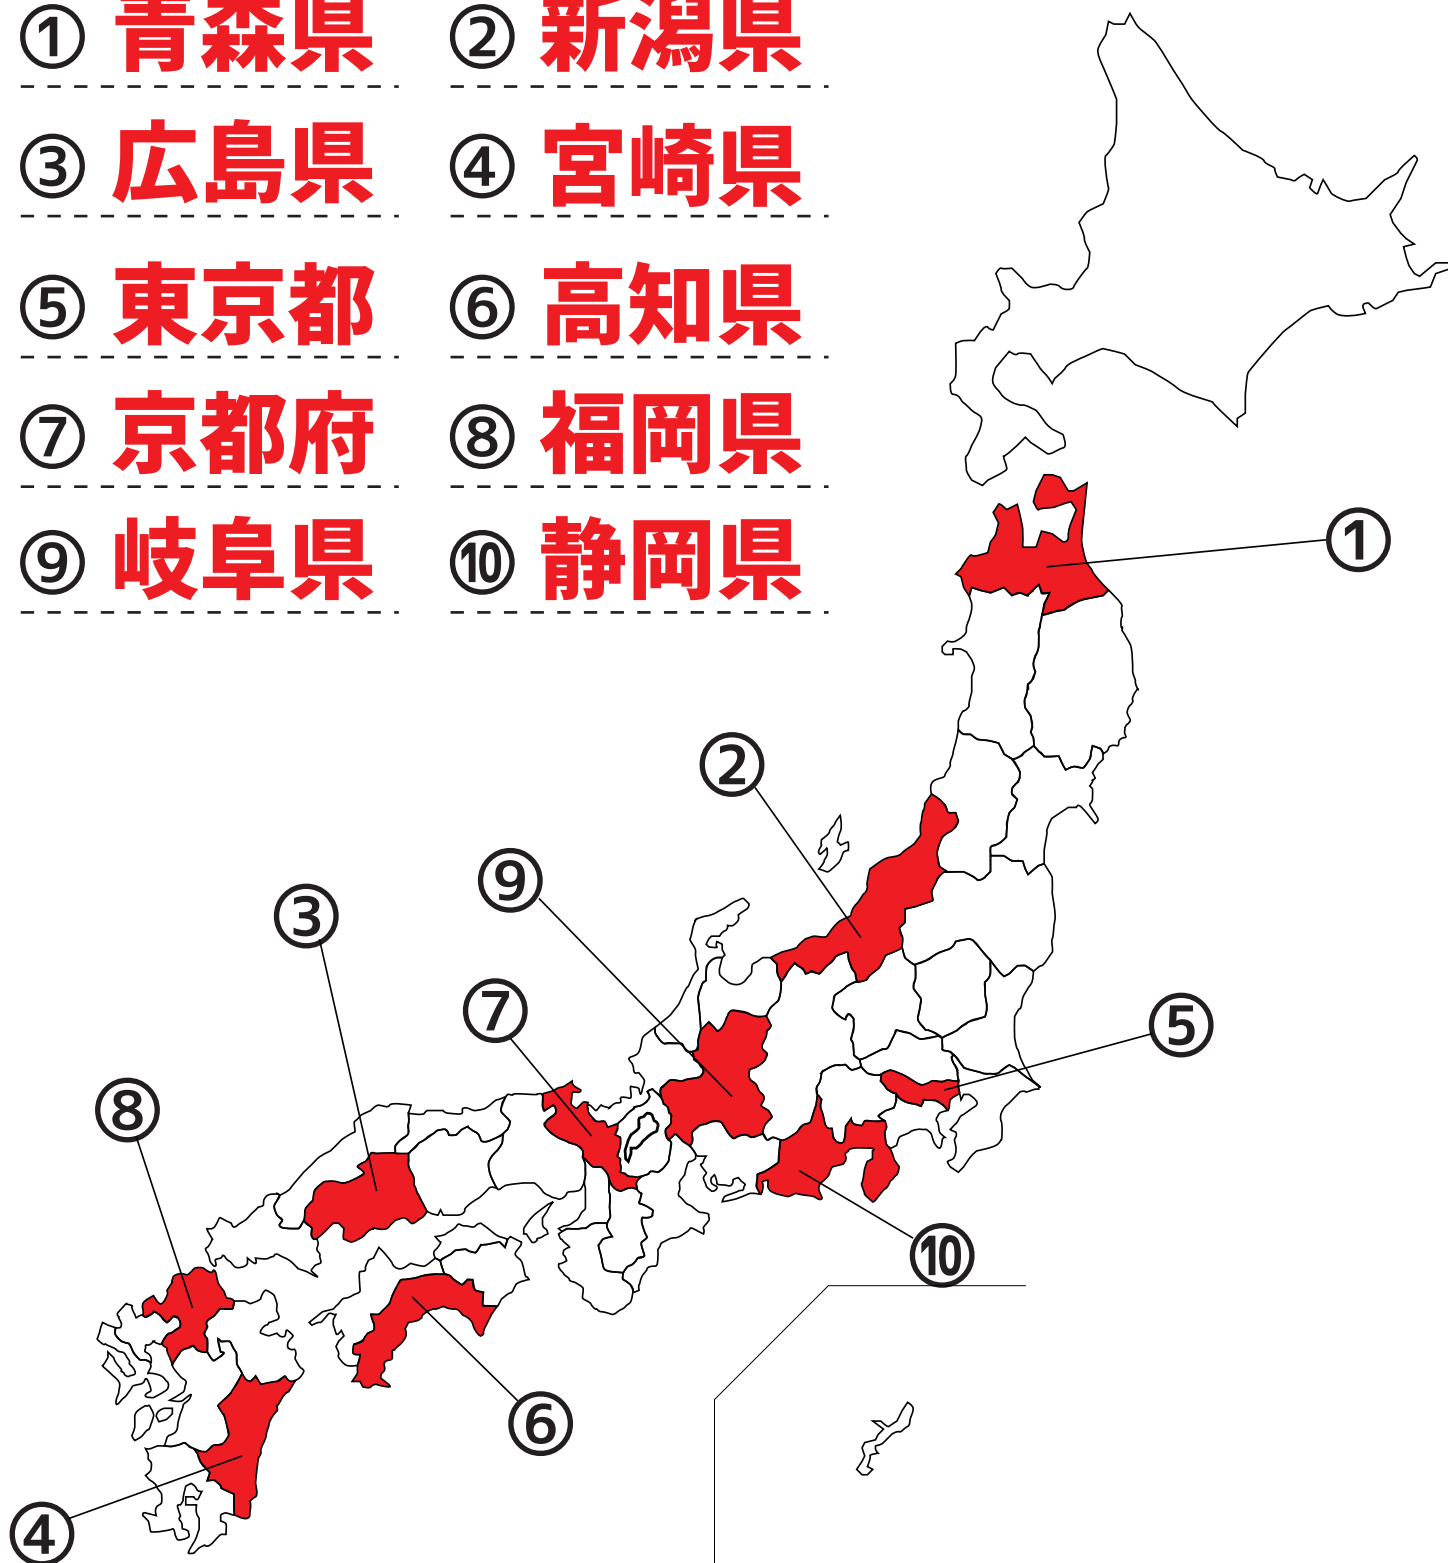 ① 青森県 ② 新潟県
③ 広島県 ④ 宮崎県
⑤ 東京都 ⑥ 高知県
⑦ 京都府 ⑧ 福岡県
⑨ 岐阜県 ⑩ 静岡県
①
②
⑨
③
⑦
⑤
⑧
⑩
⑥
④